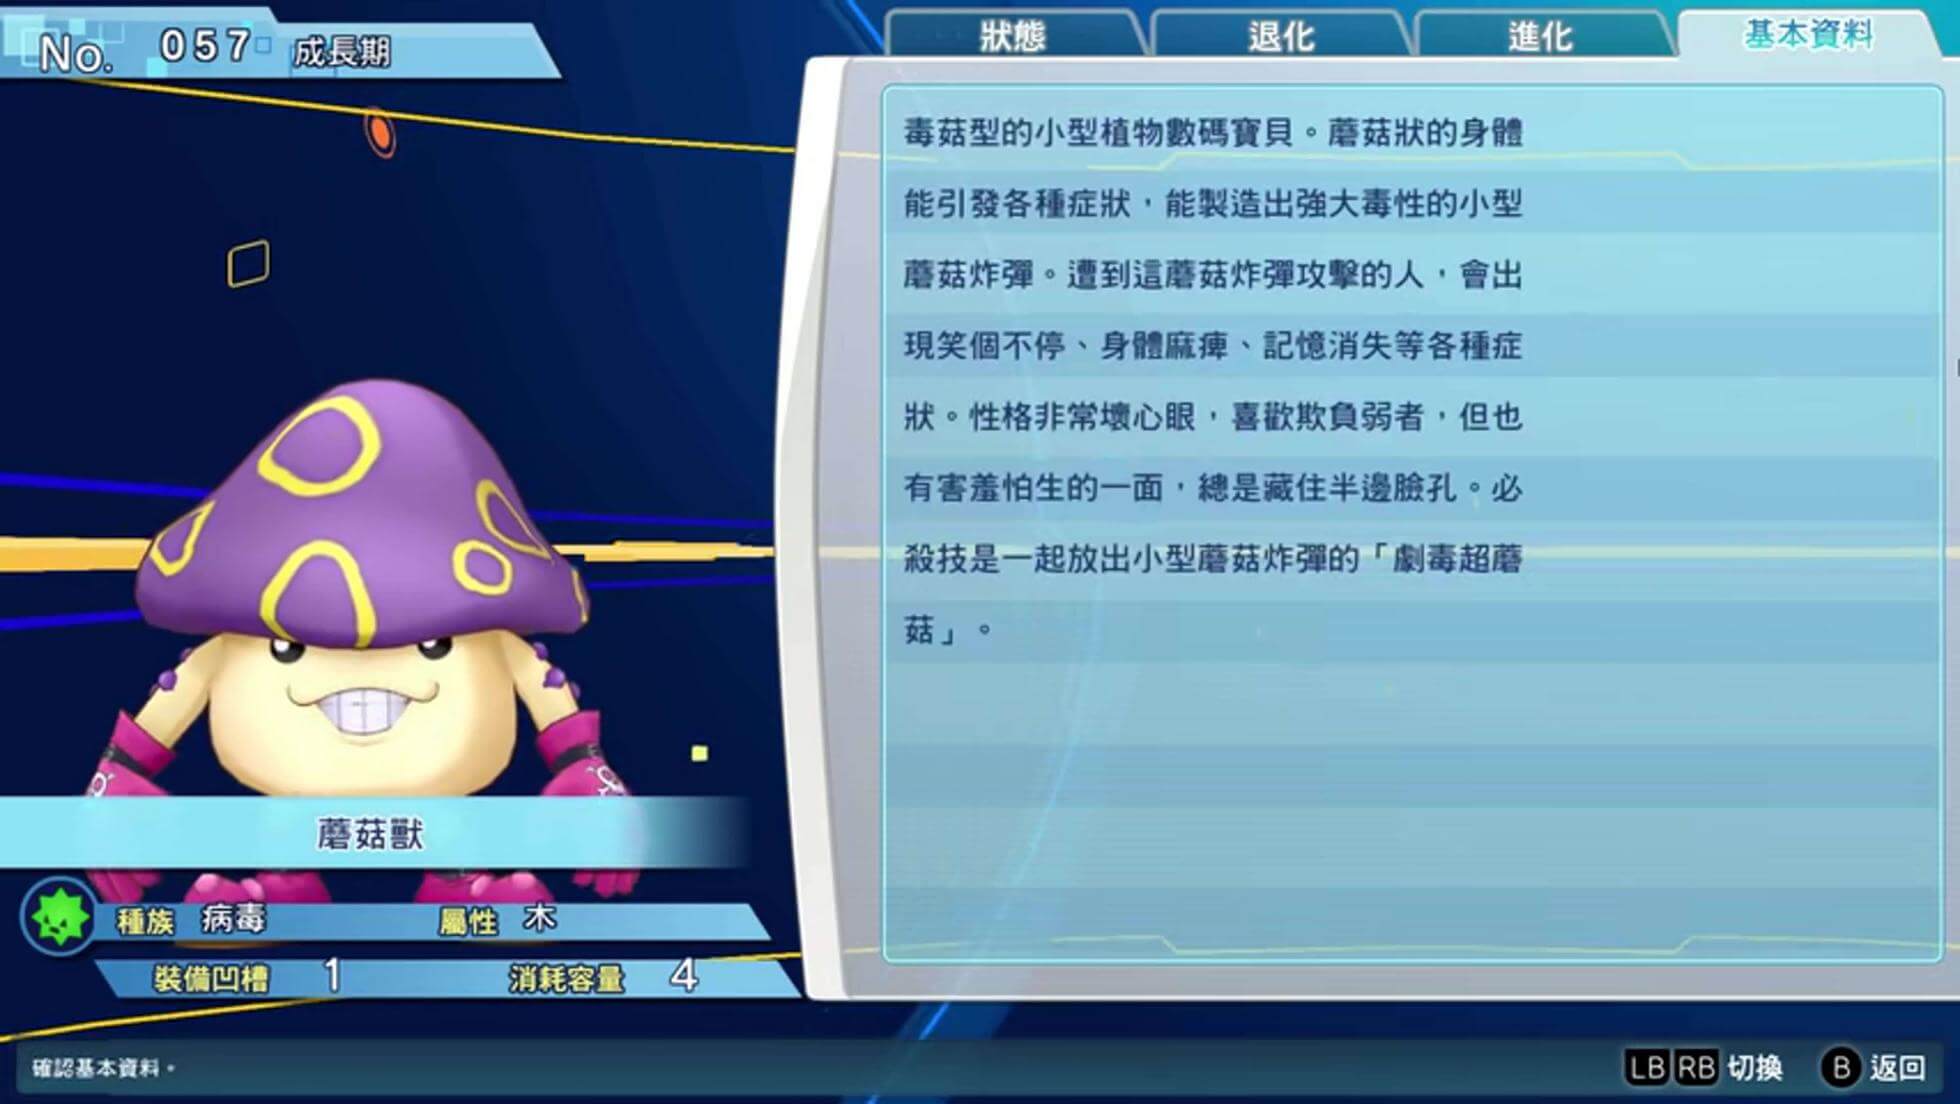 No. 057 成長期
狀態 退化 進化 基本資料
毒菇型的小型植物數碼寶貝。蘑菇狀的身體
能引發各種症狀，能製造出強大毒性的小型
蘑菇炸彈。遭到這蘑菇炸彈攻擊的人，會出
現笑個不停、身體麻痺、記憶消失等各種症
狀。性格非常壞心眼，喜歡欺負弱者，但也
有害羞怕生的一面，總是藏住半邊臉孔。必
殺技是一起放出小型蘑菇炸彈的「劇毒超蘑
菇」。
蘑菇獸
種族 病毒 屬性 木
裝備凹槽 1 消耗容量 4
確認基本資料。
LB RB 切換 B 返回